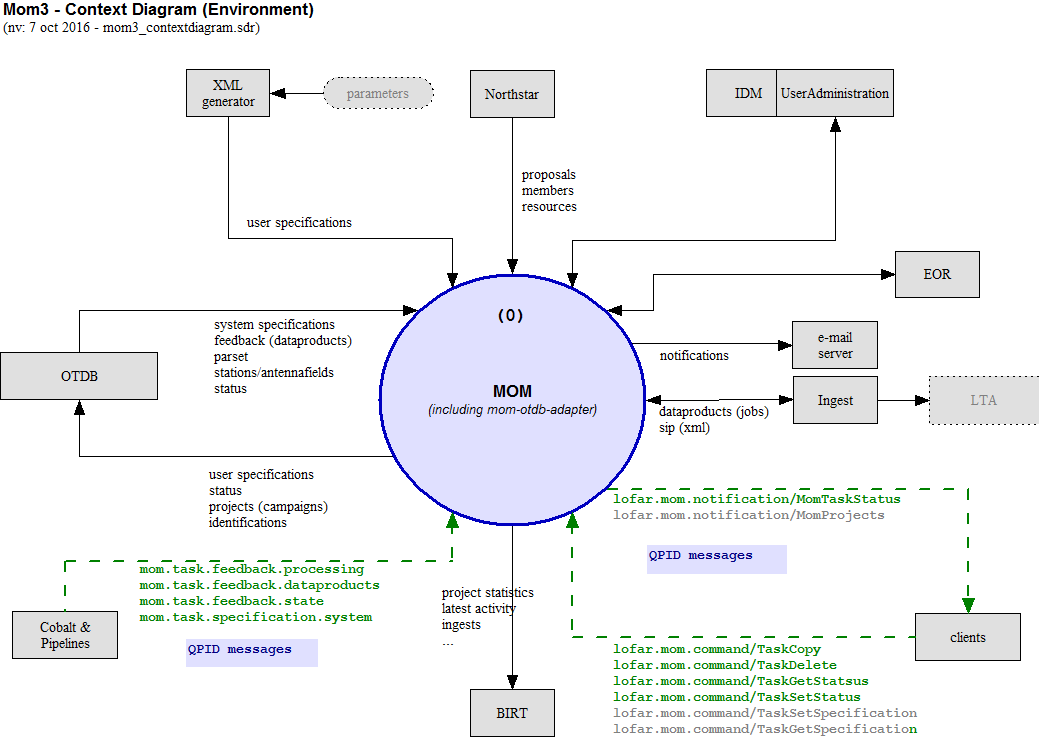 Mom3 - Context Diagram (Environment)
(nv: 7 oct 2016 - mom3_contextdiagram.sdr)
XML
generator
parameters
Northstar
IDM
UserAdministration
proposals
members
resources
user specifications
EOR
(0)
system specifications
feedback (dataproducts)
parset
stations/antennafields
status
e-mail
server
notifications
OTDB
MOM
(including mom-otdb-adapter)
Ingest
LTA
dataproducts (jobs)
sip (xml)
user specifications
status
projects (campaigns)
identifications
lofar.mom.notification/MomTaskStatus
lofar.mom.notification/MomProjects
QPID messages
mom.task.feedback.processing
mom.task.feedback.dataproducts
mom.task.feedback.state
mom.task.specification.system
project statistics
latest activity
ingests
...
Cobalt &
Pipelines
QPID messages
clients
lofar.mom.command/TaskCopy
lofar.mom.command/TaskDelete
lofar.mom.command/TaskGetStatsus
lofar.mom.command/TaskSetStatus
lofar.mom.command/TaskSetSpecification
lofar.mom.command/TaskGetSpecification
BIRT